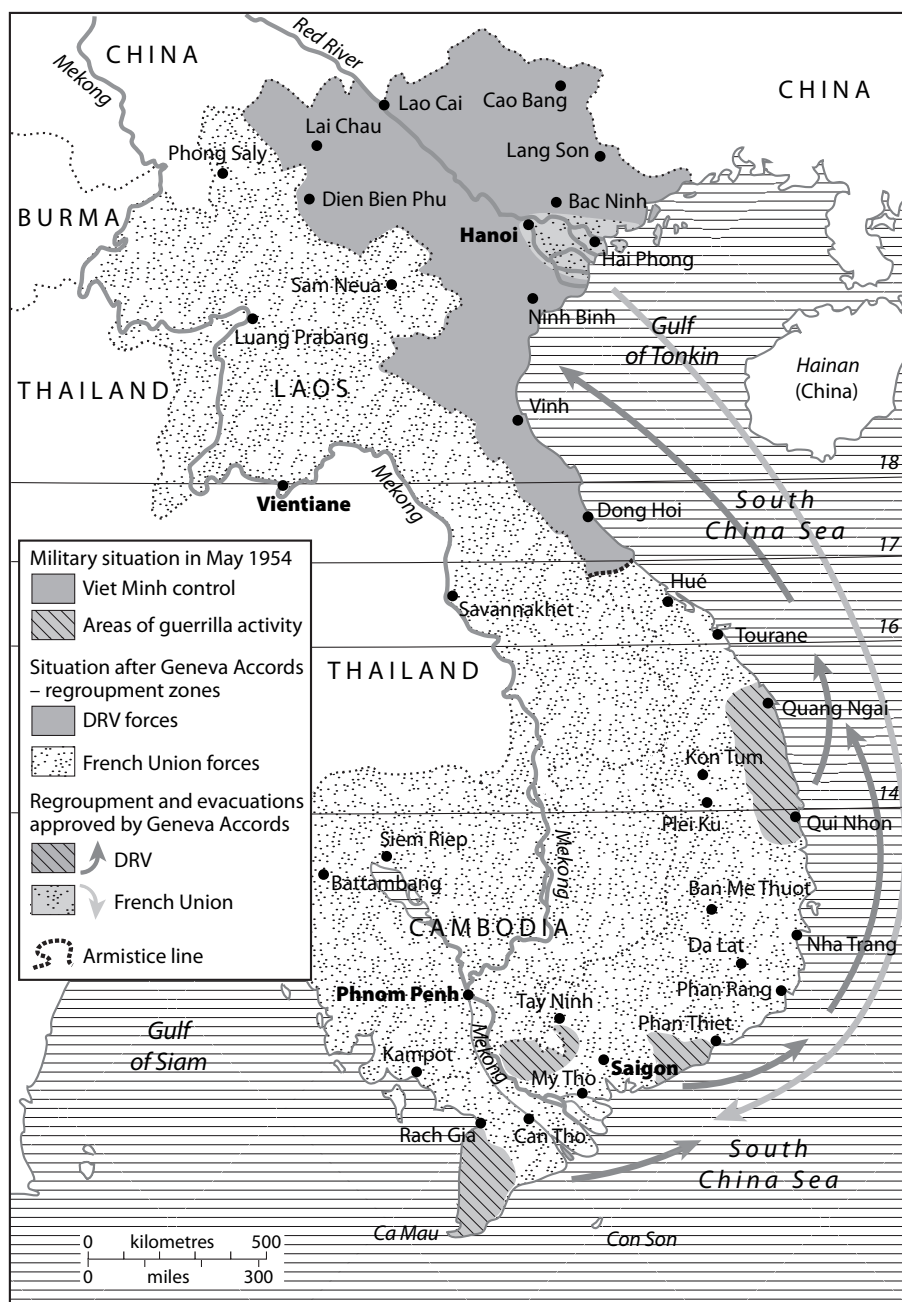 CHINA
Mekong
Red River
Lao Cai
Cao Bang
CHINA
Lai Chau
Phong Saly
Lang Son
Dien Bien Phu
Bac Ninh
BURMA
Hanoi
Hai Phong
Sam Neua
Ninh Binh
Luang Prabang
Gulf
of Tonkin
Hainan
(China)
THAILAND
LAOS
Vinh
18
Mekong
Vientiane
South
China Sea
Dong Hoi
17
Military situation in May 1954
Viet Minh control
Areas of guerrilla activity
Situation after Geneva Accords
– regroupment zones
DRV forces
French Union forces
Regroupment and evacuations
approved by Geneva Accords
DRV
French Union
Armistice line
Hué
Savannakhet
16
Tourane
THAILAND
Quang Ngai
Kon Tum
14
Plei Ku
Qui Nhon
Siem Riep
Mekong
Battambang
Ban Me Thuot
CAMBODIA
Da Lat
Nha Trang
Phnom Penh
Tay Ninh
Phan Rang
Phan Thiet
Gulf
of Siam
Mekong
Kampot
Saigon
My Tho
Rach Gia
Can Tho
South
China Sea
Ca Mau
Con Son
0 kilometres 500
0 miles 300